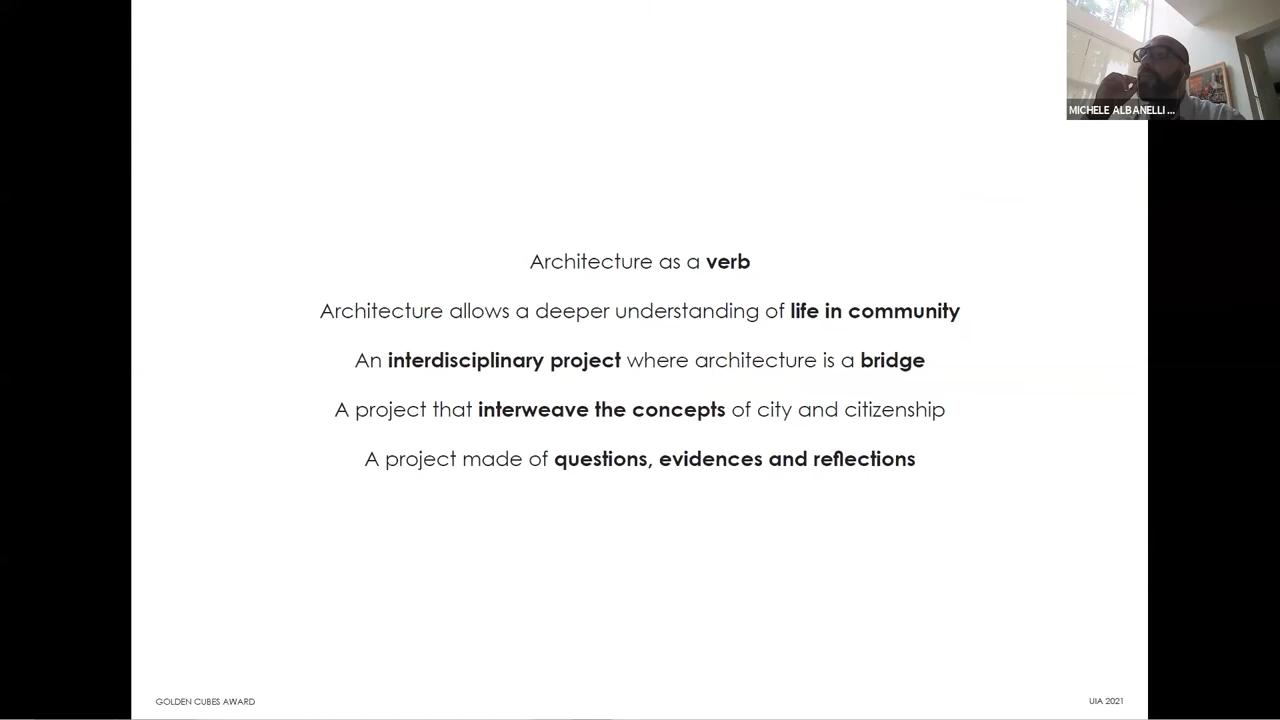 MICHELE ALBANELLI ...
Architecture as a verb
Architecture allows a deeper understanding of life in community
An interdisciplinary project where architecture is a bridge
A project that interweave the concepts of city and citizenship
A project made of questions, evidences and reflections
GOLDEN CUBES AWARD
UIA 2021